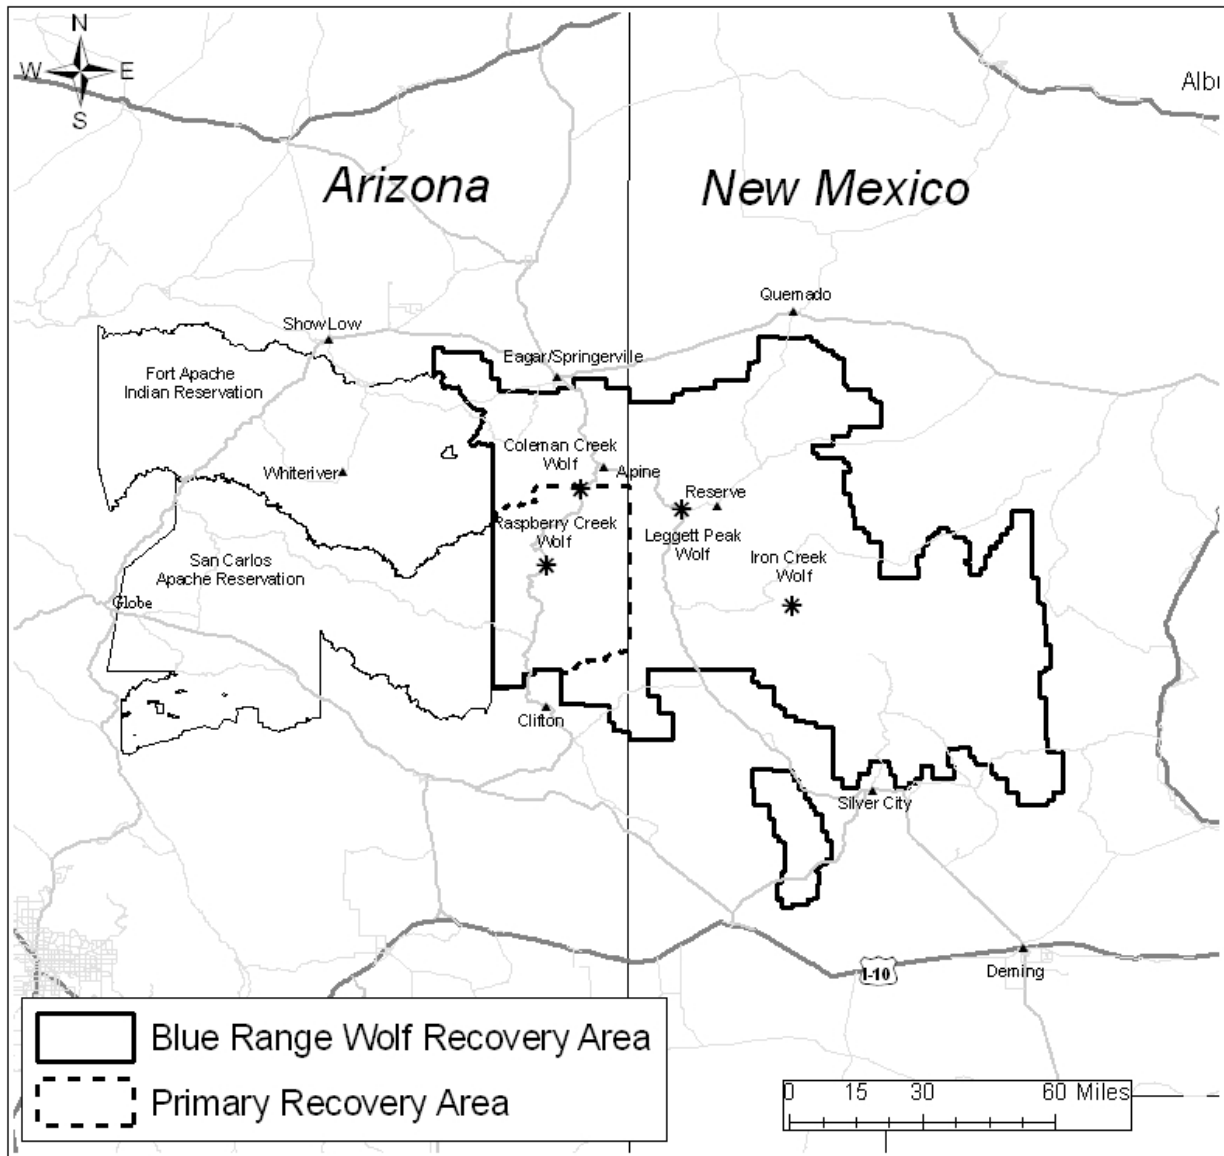 N
W E
S
Albu
Arizona
New Mexico
Quemado
ShowLow
Eagar/Springerville
Fort Apache
Indian Reservation
Coleman Creek
Wolf
Whiteriver
Alpine
Reserve
Raspberry Creek
Wolf
Leggett Peak
Wolf
Iron Creek
Wolf
San Carlos
Apache Reservation
Globe
Clifton
Silver City
I-10
Deming
Blue Range Wolf Recovery Area
Primary Recovery Area
0 15 30 60 Miles